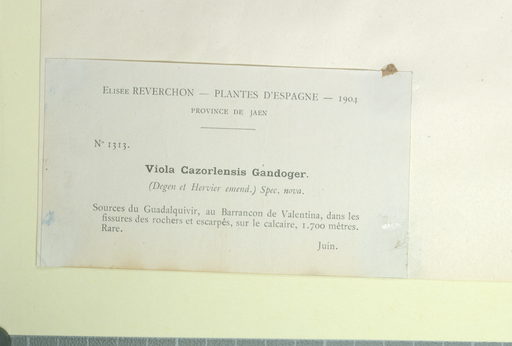 Elisée REVERCHON — PLANTES D'ESPAGNE — 1904
PROVINCE DE JAEN
N° 1313.
Viola Cazorlensis Gandoger.
(Degen et Hervier emend.) Spec. nova.
Sources du Guadalquivir, au Barrancon de Valentina, dans les
fissures des rochers et escarpés, sur le calcaire, 1.700 mètres.
Rare.
Juin.